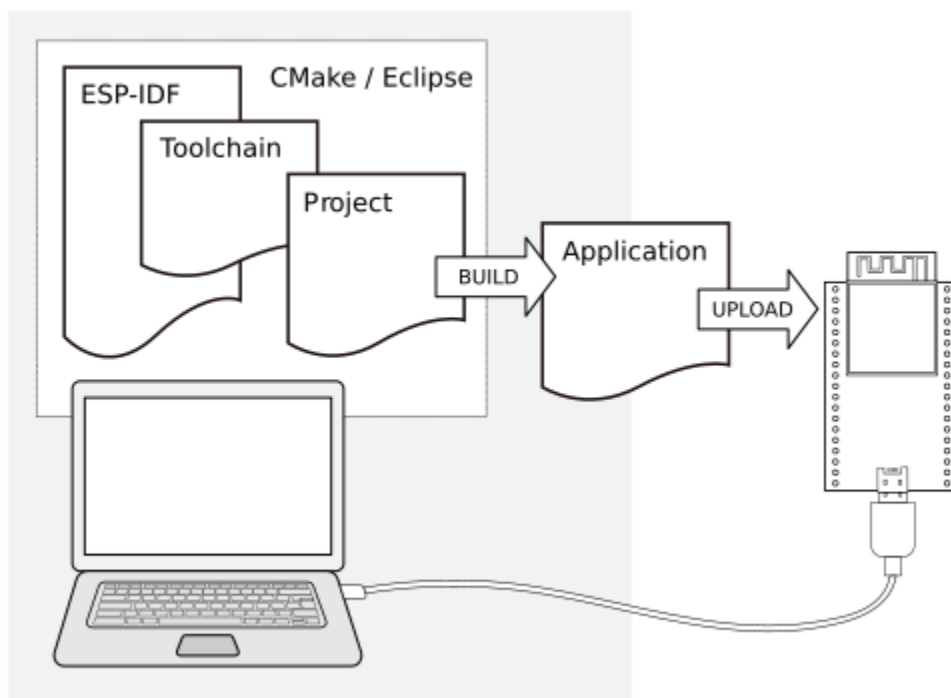 CMake / Eclipse
ESP-IDF
Toolchain
Project
BUILD
Application
UPLOAD